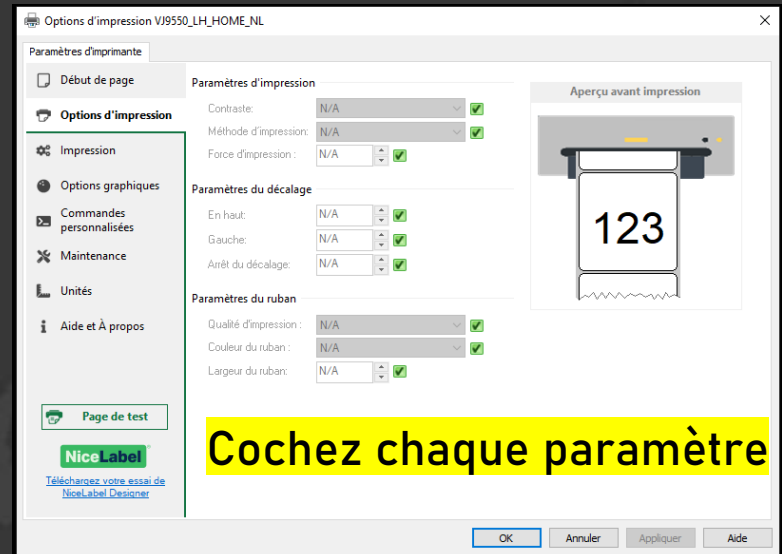 Options d'impression VJ9550_LH_HOME_NL
Paramètres d'imprimante
Début de page
Options d'impression
Impression
Options graphiques
Commandes
personnalisées
Maintenance
Unités
Aide et À propos
Page de test
NiceLabel
Téléchargez votre essai de
NiceLabel Designer
Paramètres d'impression
Contraste: N/A
Méthode d'impression: N/A
Force d'impression : N/A
Paramètres du décalage
En haut: N/A
Gauche: N/A
Arrêt du décalage: N/A
Paramètres du ruban
Qualité d'impression : N/A
Couleur du ruban : N/A
Largeur du ruban: N/A
Aperçu avant impression
123
Cochez chaque paramètre
OK Annuler Appliquer Aide